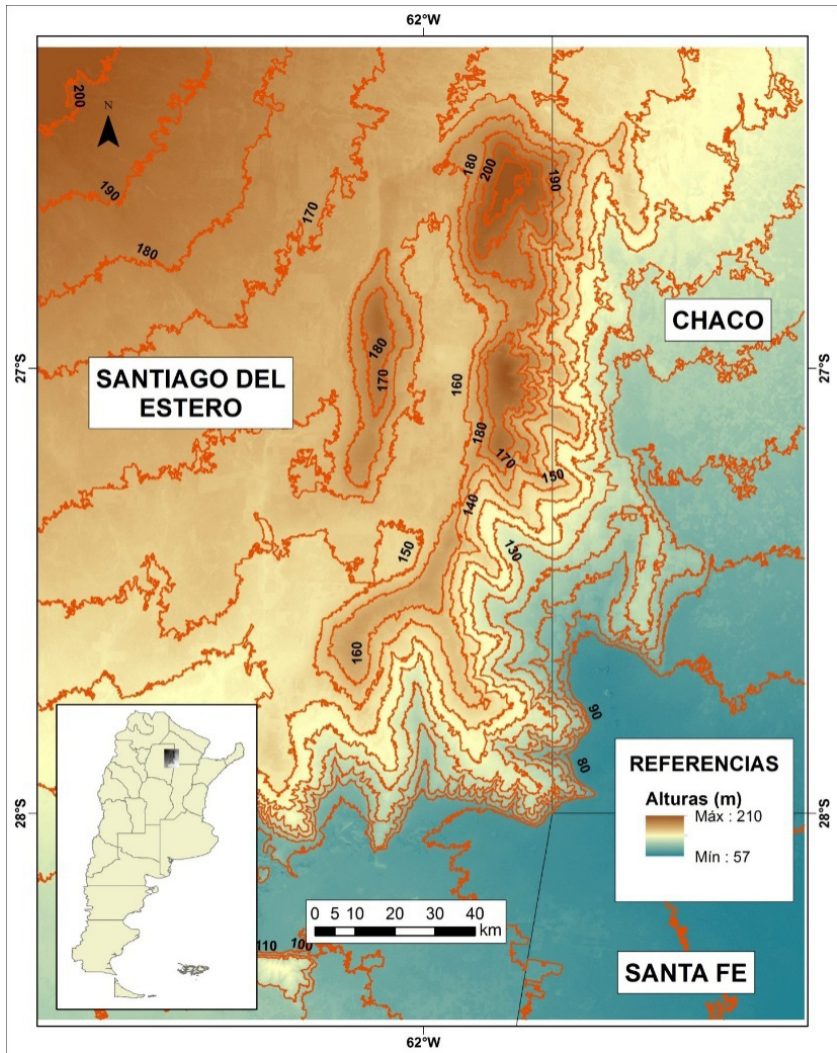 62°W
200
N
190
180
170
180
200
190
CHACO
27°S
27°S
180
170
SANTIAGO DEL
ESTERO
160
180
170
150
140
150
130
160
90
80
REFERENCIAS
Alturas (m)
Máx : 210
Mín : 57
28°S
28°S
0 5 10 20 30 40
km
110 100
SANTA FE
62°W